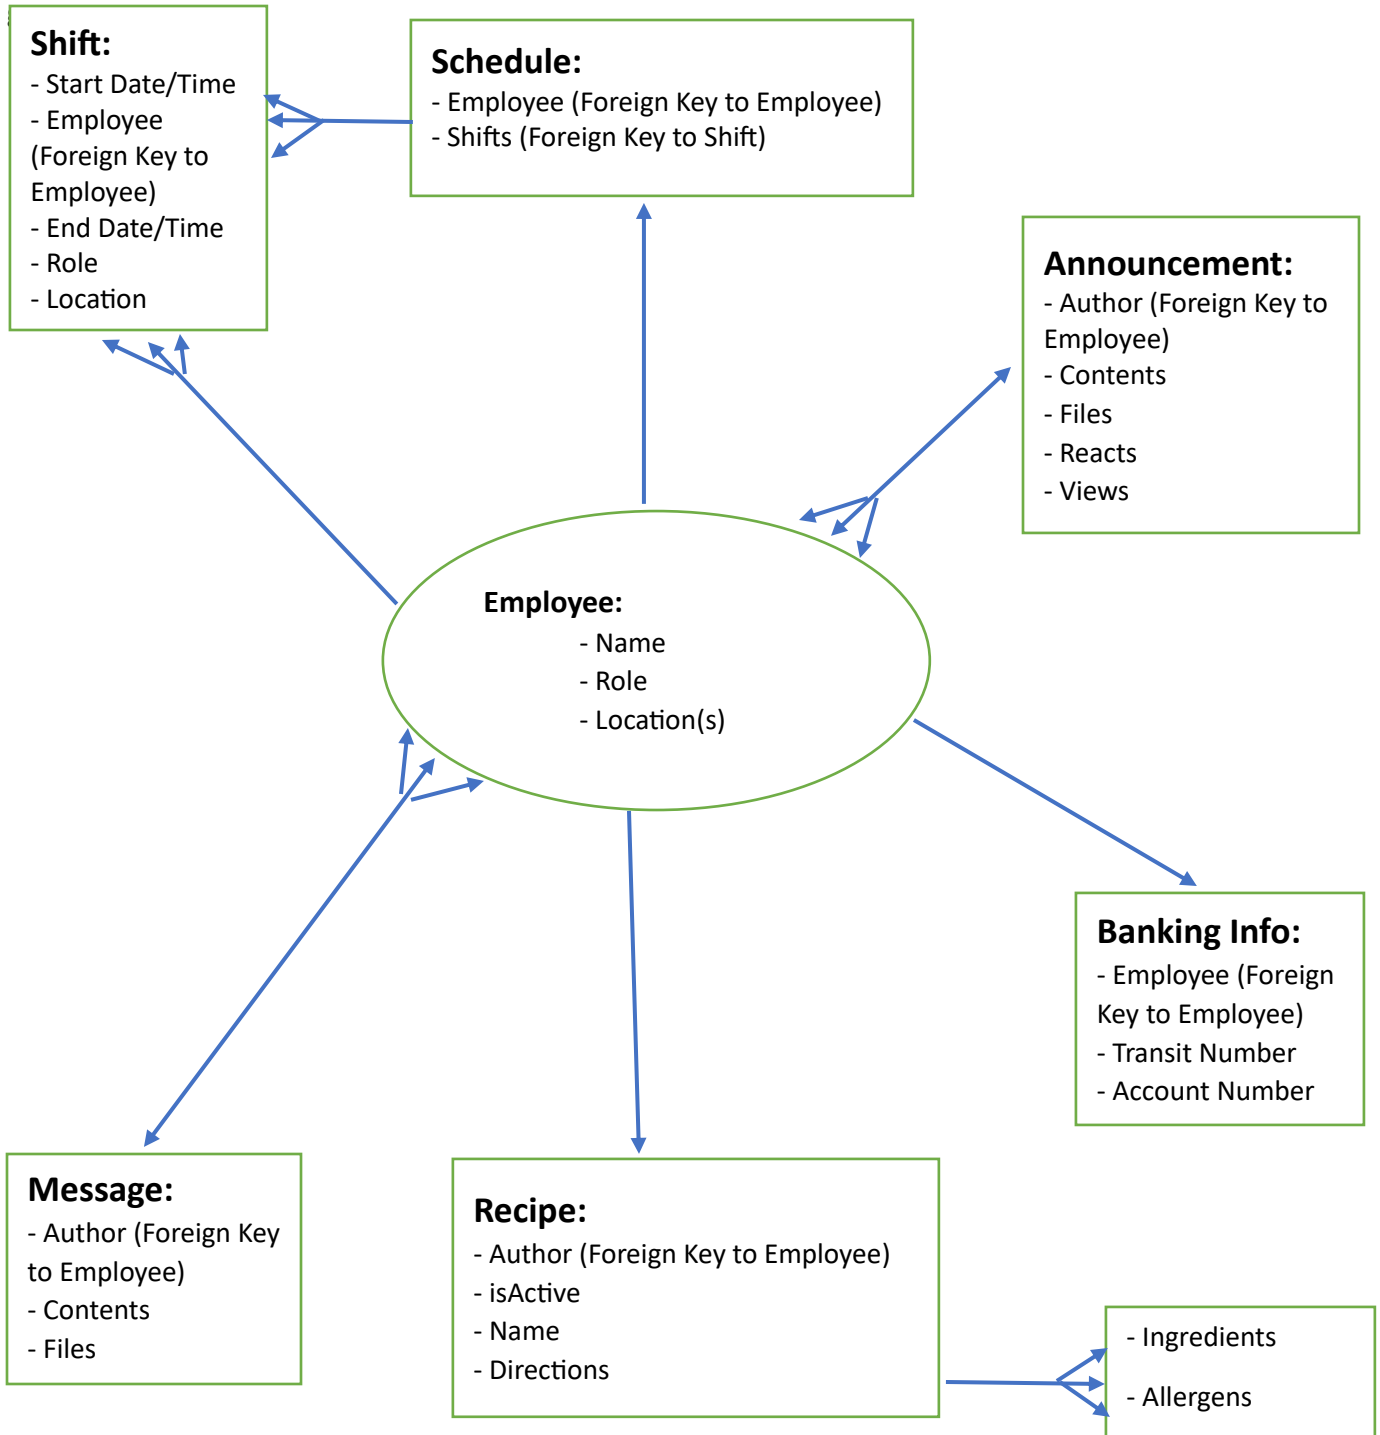 Shift:
- Start Date/Time
- Employee
(Foreign Key to
Employee)
- End Date/Time
- Role
- Location
Schedule:
- Employee (Foreign Key to Employee)
- Shifts (Foreign Key to Shift)
Announcement:
- Author (Foreign Key to
Employee)
- Contents
- Files
- Reacts
- Views
Employee:
- Name
- Role
- Location(s)
Banking Info:
- Employee (Foreign
Key to Employee)
- Transit Number
- Account Number
Message:
- Author (Foreign Key
to Employee)
- Contents
- Files
Recipe:
- Author (Foreign Key to Employee)
- isActive
- Name
- Directions
- Ingredients
- Allergens